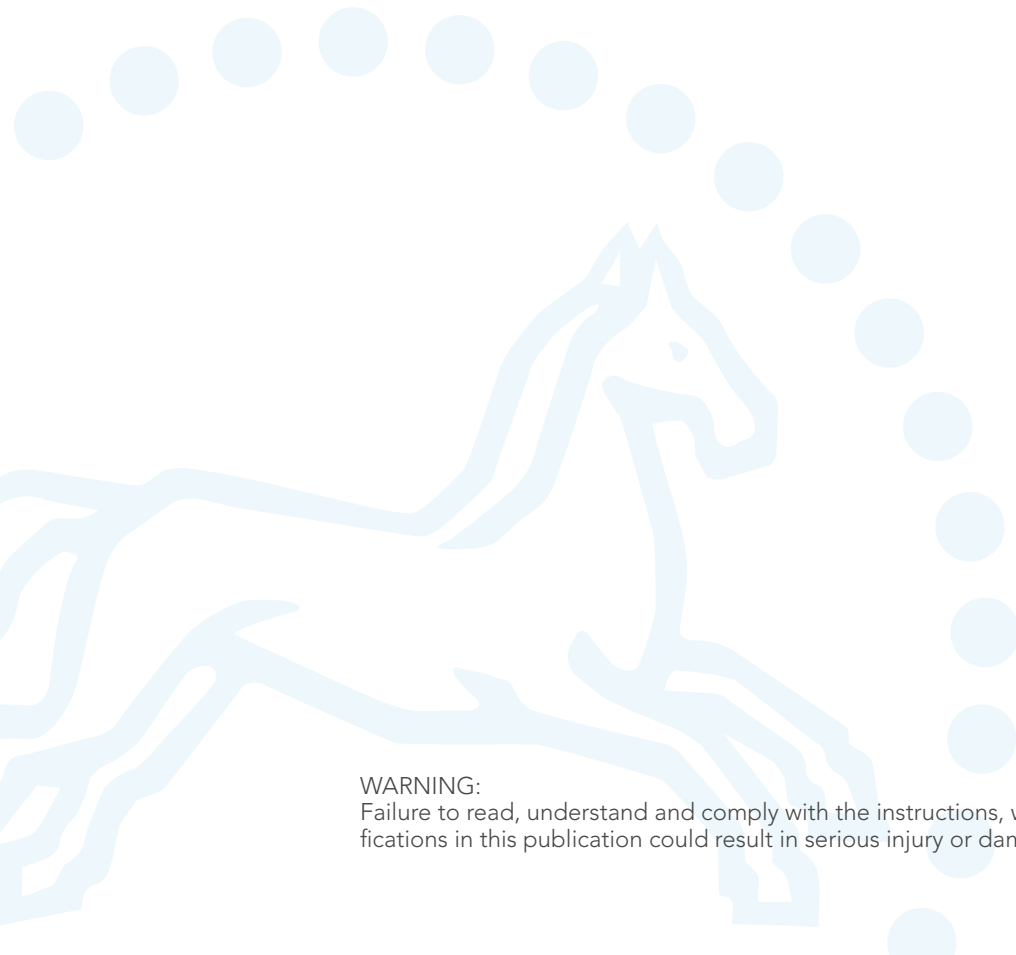 WARNING:
Failure to read, understand and comply with the instructions,
fications in this publication could result in serious injury or